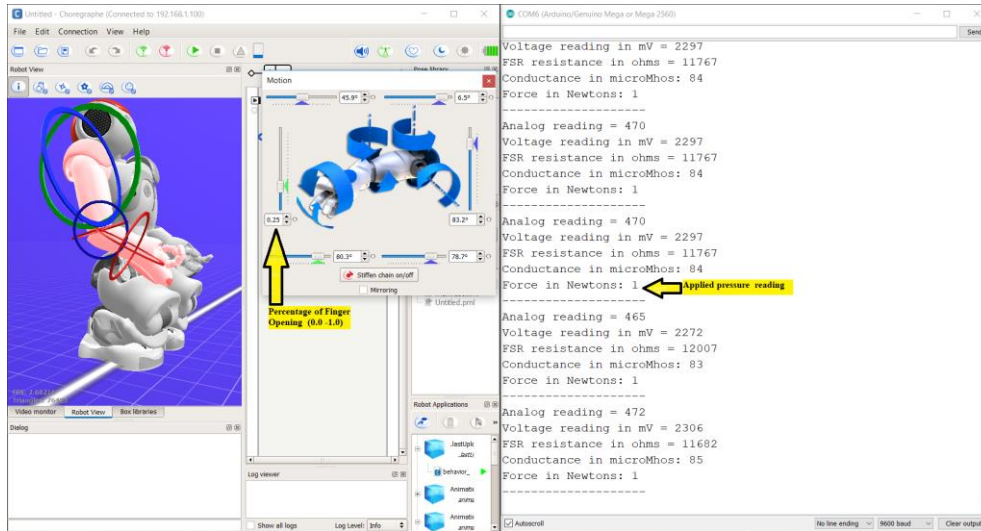 Untitled - Choregraphe (Connected to 192.168.1.100)
File Edit Connection View Help
Robot View
Pose library
Motion
45.9°
6.5°
0.25
83.2°
80.3°
78.7°
Stiffen chain on/off
Mirroring
Percentage of Finger
Opening (0.0 -1.0)
Untitled.pml
Video monitor
Robot View
Box libraries
Dialog
Log viewer
Show all logs
Log Level: Info
Robot Applications
.lastUplo
behavior_
Animatio
Animatio
COM6 (Arduino/Genuino Mega or Mega 2560)
Send
Voltage reading in mV = 2297
FSR resistance in ohms = 11767
Conductance in microMhos: 84
Force in Newtons: 1
--------------------
Analog reading = 470
Voltage reading in mV = 2297
FSR resistance in ohms = 11767
Conductance in microMhos: 84
Force in Newtons: 1
--------------------
Analog reading = 470
Voltage reading in mV = 2297
FSR resistance in ohms = 11767
Conductance in microMhos: 84
Force in Newtons: 1
Applied pressure reading
--------------------
Analog reading = 465
Voltage reading in mV = 2272
FSR resistance in ohms = 12007
Conductance in microMhos: 83
Force in Newtons: 1
--------------------
Analog reading = 472
Voltage reading in mV = 2306
FSR resistance in ohms = 11682
Conductance in microMhos: 85
Force in Newtons: 1
--------------------
Autoscroll
No line ending
9600 baud
Clear output